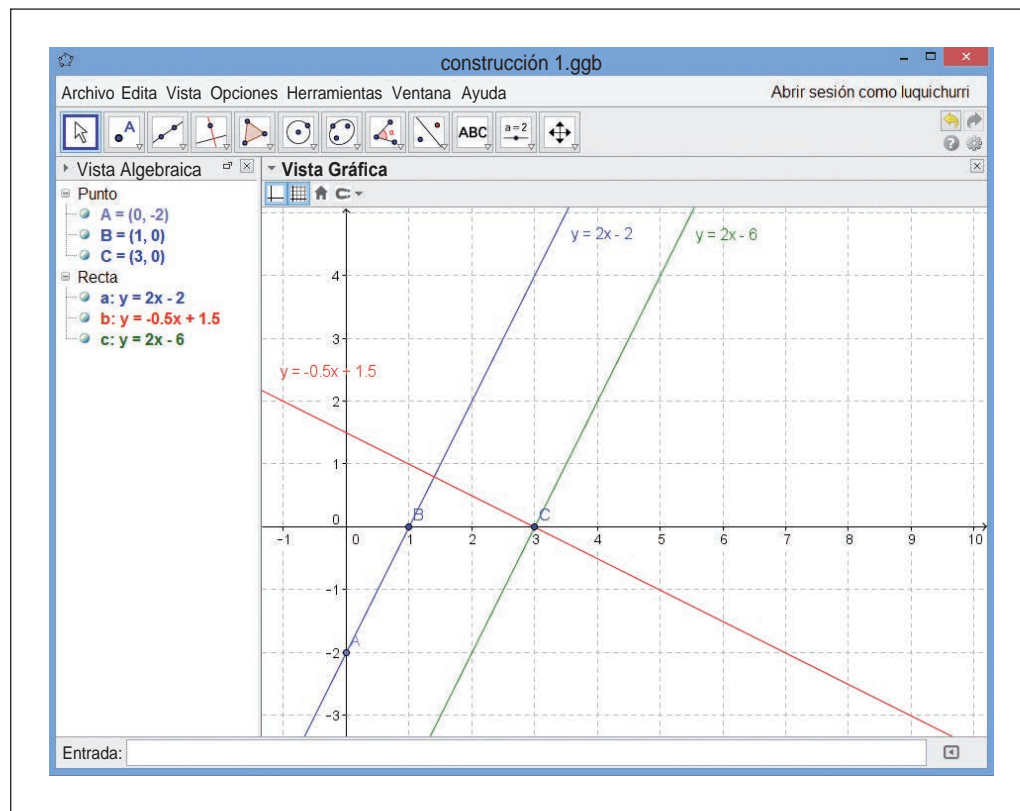 construcción 1.ggb
Archivo Edita Vista Opciones Herramientas Ventana Ayuda
Abrir sesión como luquichurri
A
ABC
a=2
Vista Algebraica
Vista Gráfica
Punto
A = (0, -2)
B = (1, 0)
C = (3, 0)
Recta
a: y = 2x - 2
b: y = -0.5x + 1.5
c: y = 2x - 6
y = 2x - 2
y = 2x - 6
y = -0.5x + 1.5
4
3
2
1
0
B
C
-1 0 1 2 3 4 5 6 7 8 9 10
-1
A
-2
-3
Entrada: